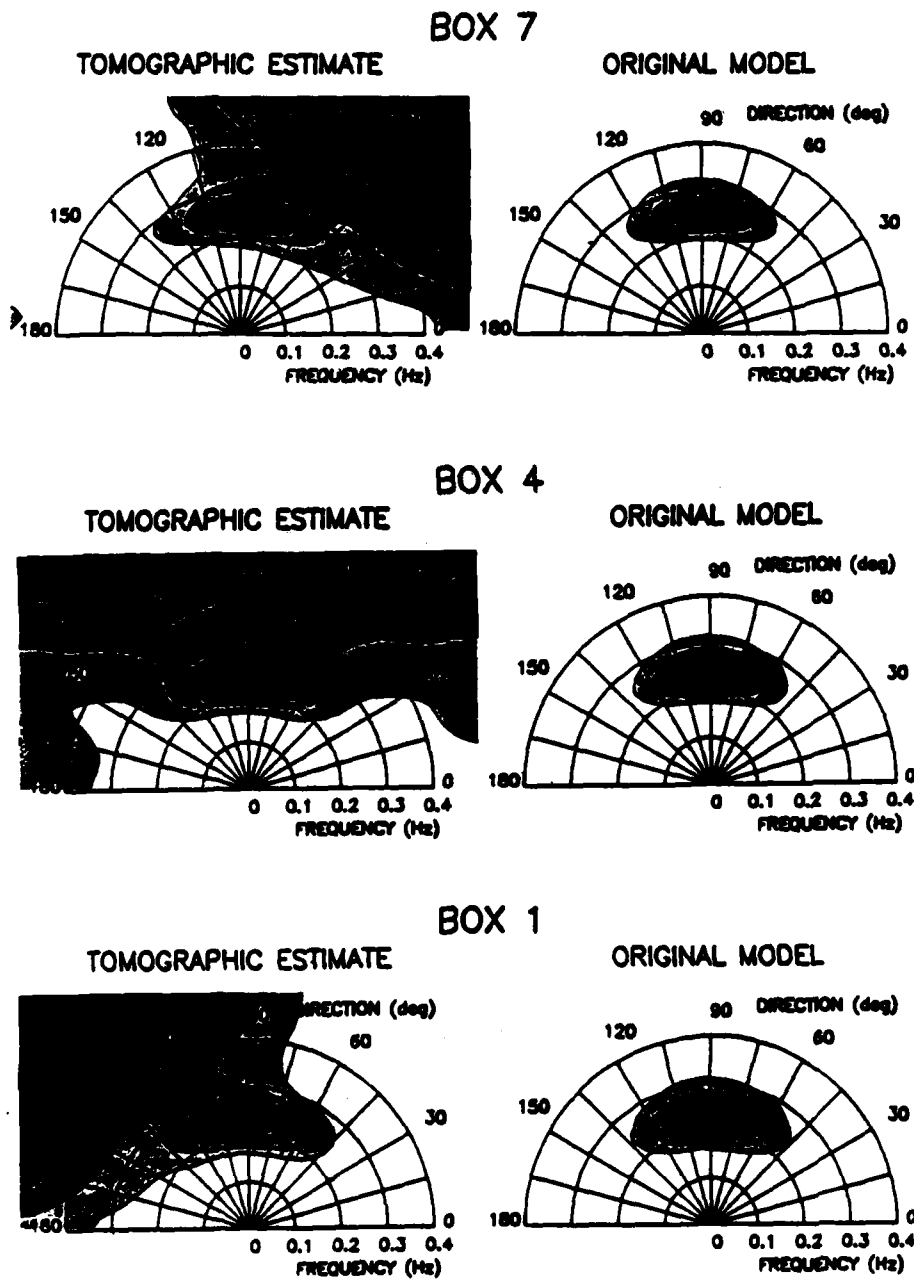 BOX 7
TOMOGRAPHIC ESTIMATE
ORIGINAL MODEL
120
150
180
0 0.1 0.2 0.3 0.4
FREQUENCY (Hz)
90 DIRECTION (deg)
120
60
150
30
180
0
0 0.1 0.2 0.3 0.4
FREQUENCY (Hz)
BOX 4
TOMOGRAPHIC ESTIMATE
ORIGINAL MODEL
180
0
0 0.1 0.2 0.3 0.4
FREQUENCY (Hz)
90 DIRECTION (deg)
120
60
150
30
180
0
0 0.1 0.2 0.3 0.4
FREQUENCY (Hz)
BOX 1
TOMOGRAPHIC ESTIMATE
ORIGINAL MODEL
DIRECTION (deg)
60
30
180
0
0 0.1 0.2 0.3 0.4
FREQUENCY (Hz)
90 DIRECTION (deg)
120
60
150
30
180
0
0 0.1 0.2 0.3 0.4
FREQUENCY (Hz)